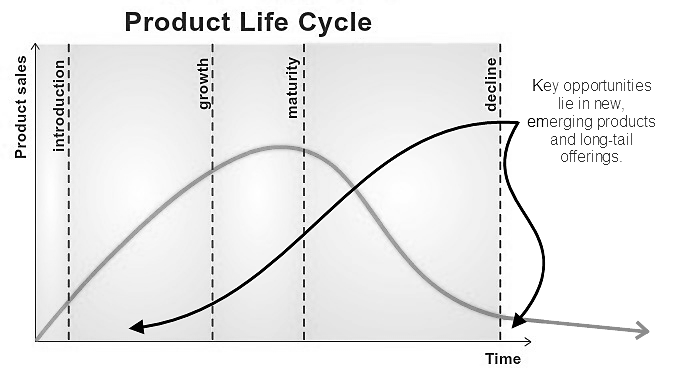 Product Life Cycle
Product sales
introduction
growth
maturity
decline
Key opportunities
lie in new,
emerging products
and long-tail
offerings.
Time